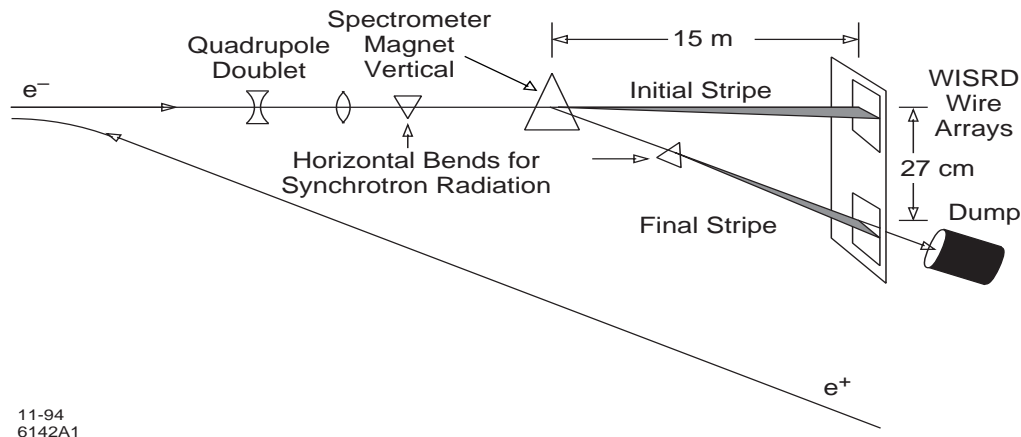 Spectrometer
Magnet
Vertical
Quadrupole
Doublet
15 m
e–
Initial Stripe
WISRD
Wire
Arrays
Horizontal Bends for
Synchrotron Radiation
27 cm
Final Stripe
Dump
e+
11-94
6142A1